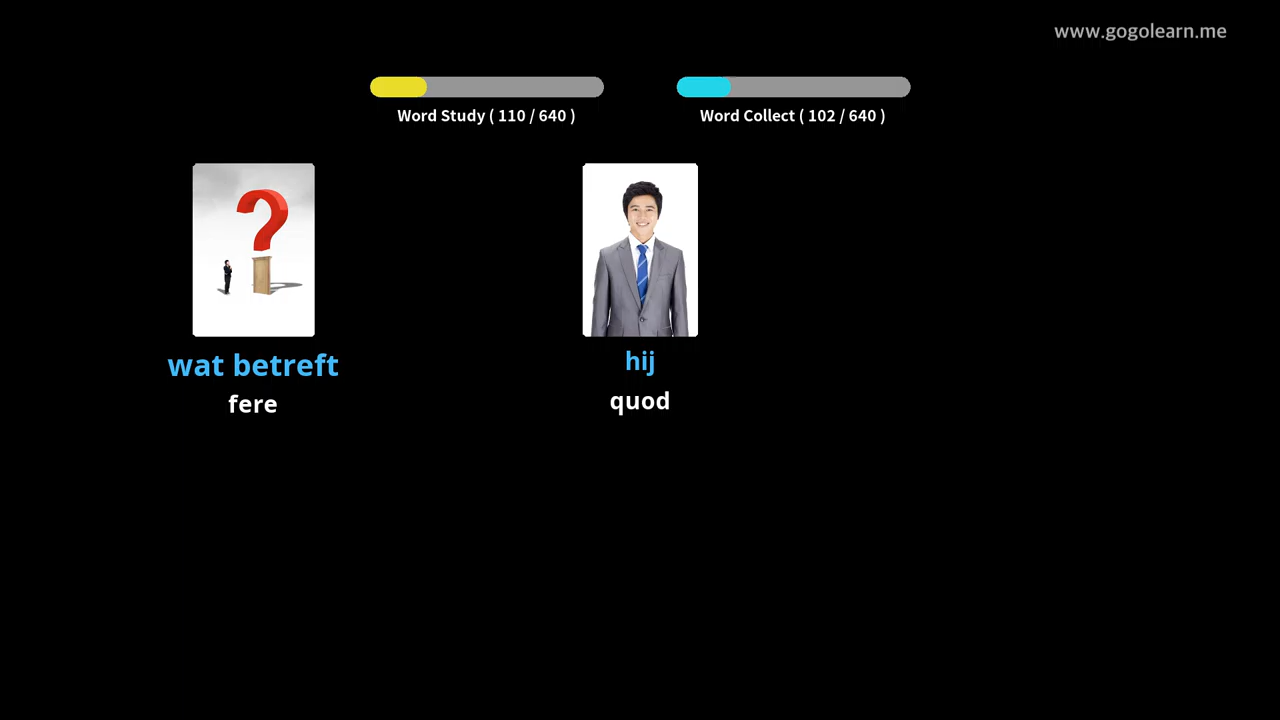 www.gogolearn.me
Word Study ( 110 / 640 )
Word Collect ( 102 / 640 )
wat betreft
fere
hij
quod